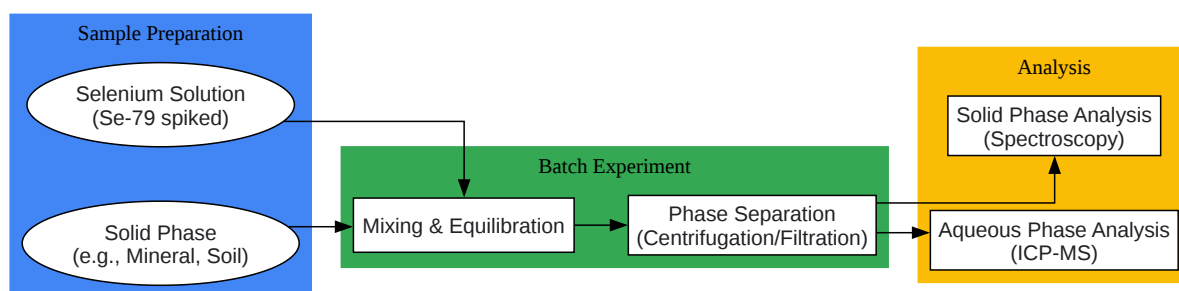 Sample Preparation
Selenium Solution
(Se-79 spiked)
Solid Phase
(e.g., Mineral, Soil)
Batch Experiment
Mixing & Equilibration
Phase Separation
(Centrifugation/Filtration)
Analysis
Solid Phase Analysis
(Spectroscopy)
Aqueous Phase Analysis
(ICP-MS)